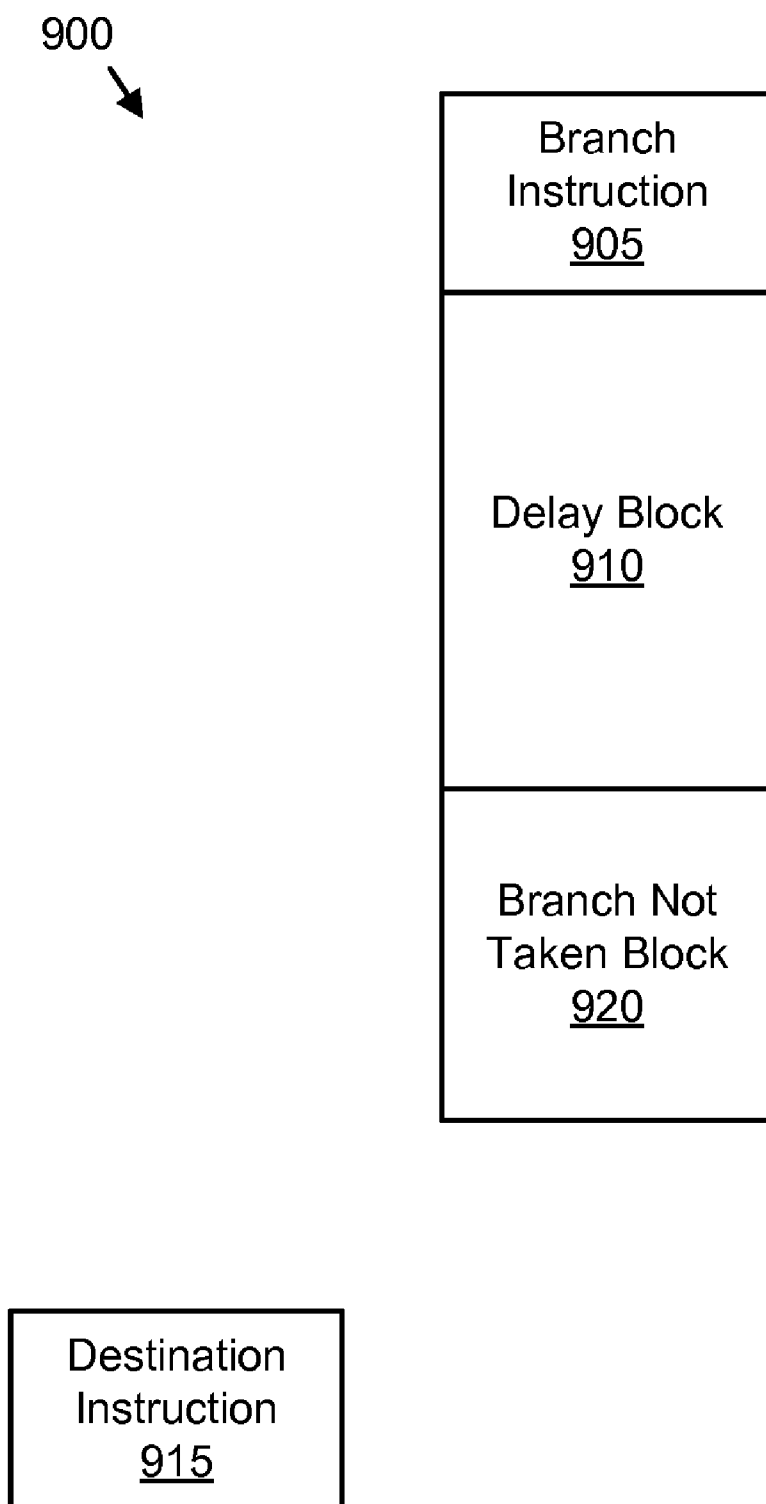 900
Branch
Instruction
905
Delay Block
910
Branch Not
Taken Block
920
Destination
Instruction
915